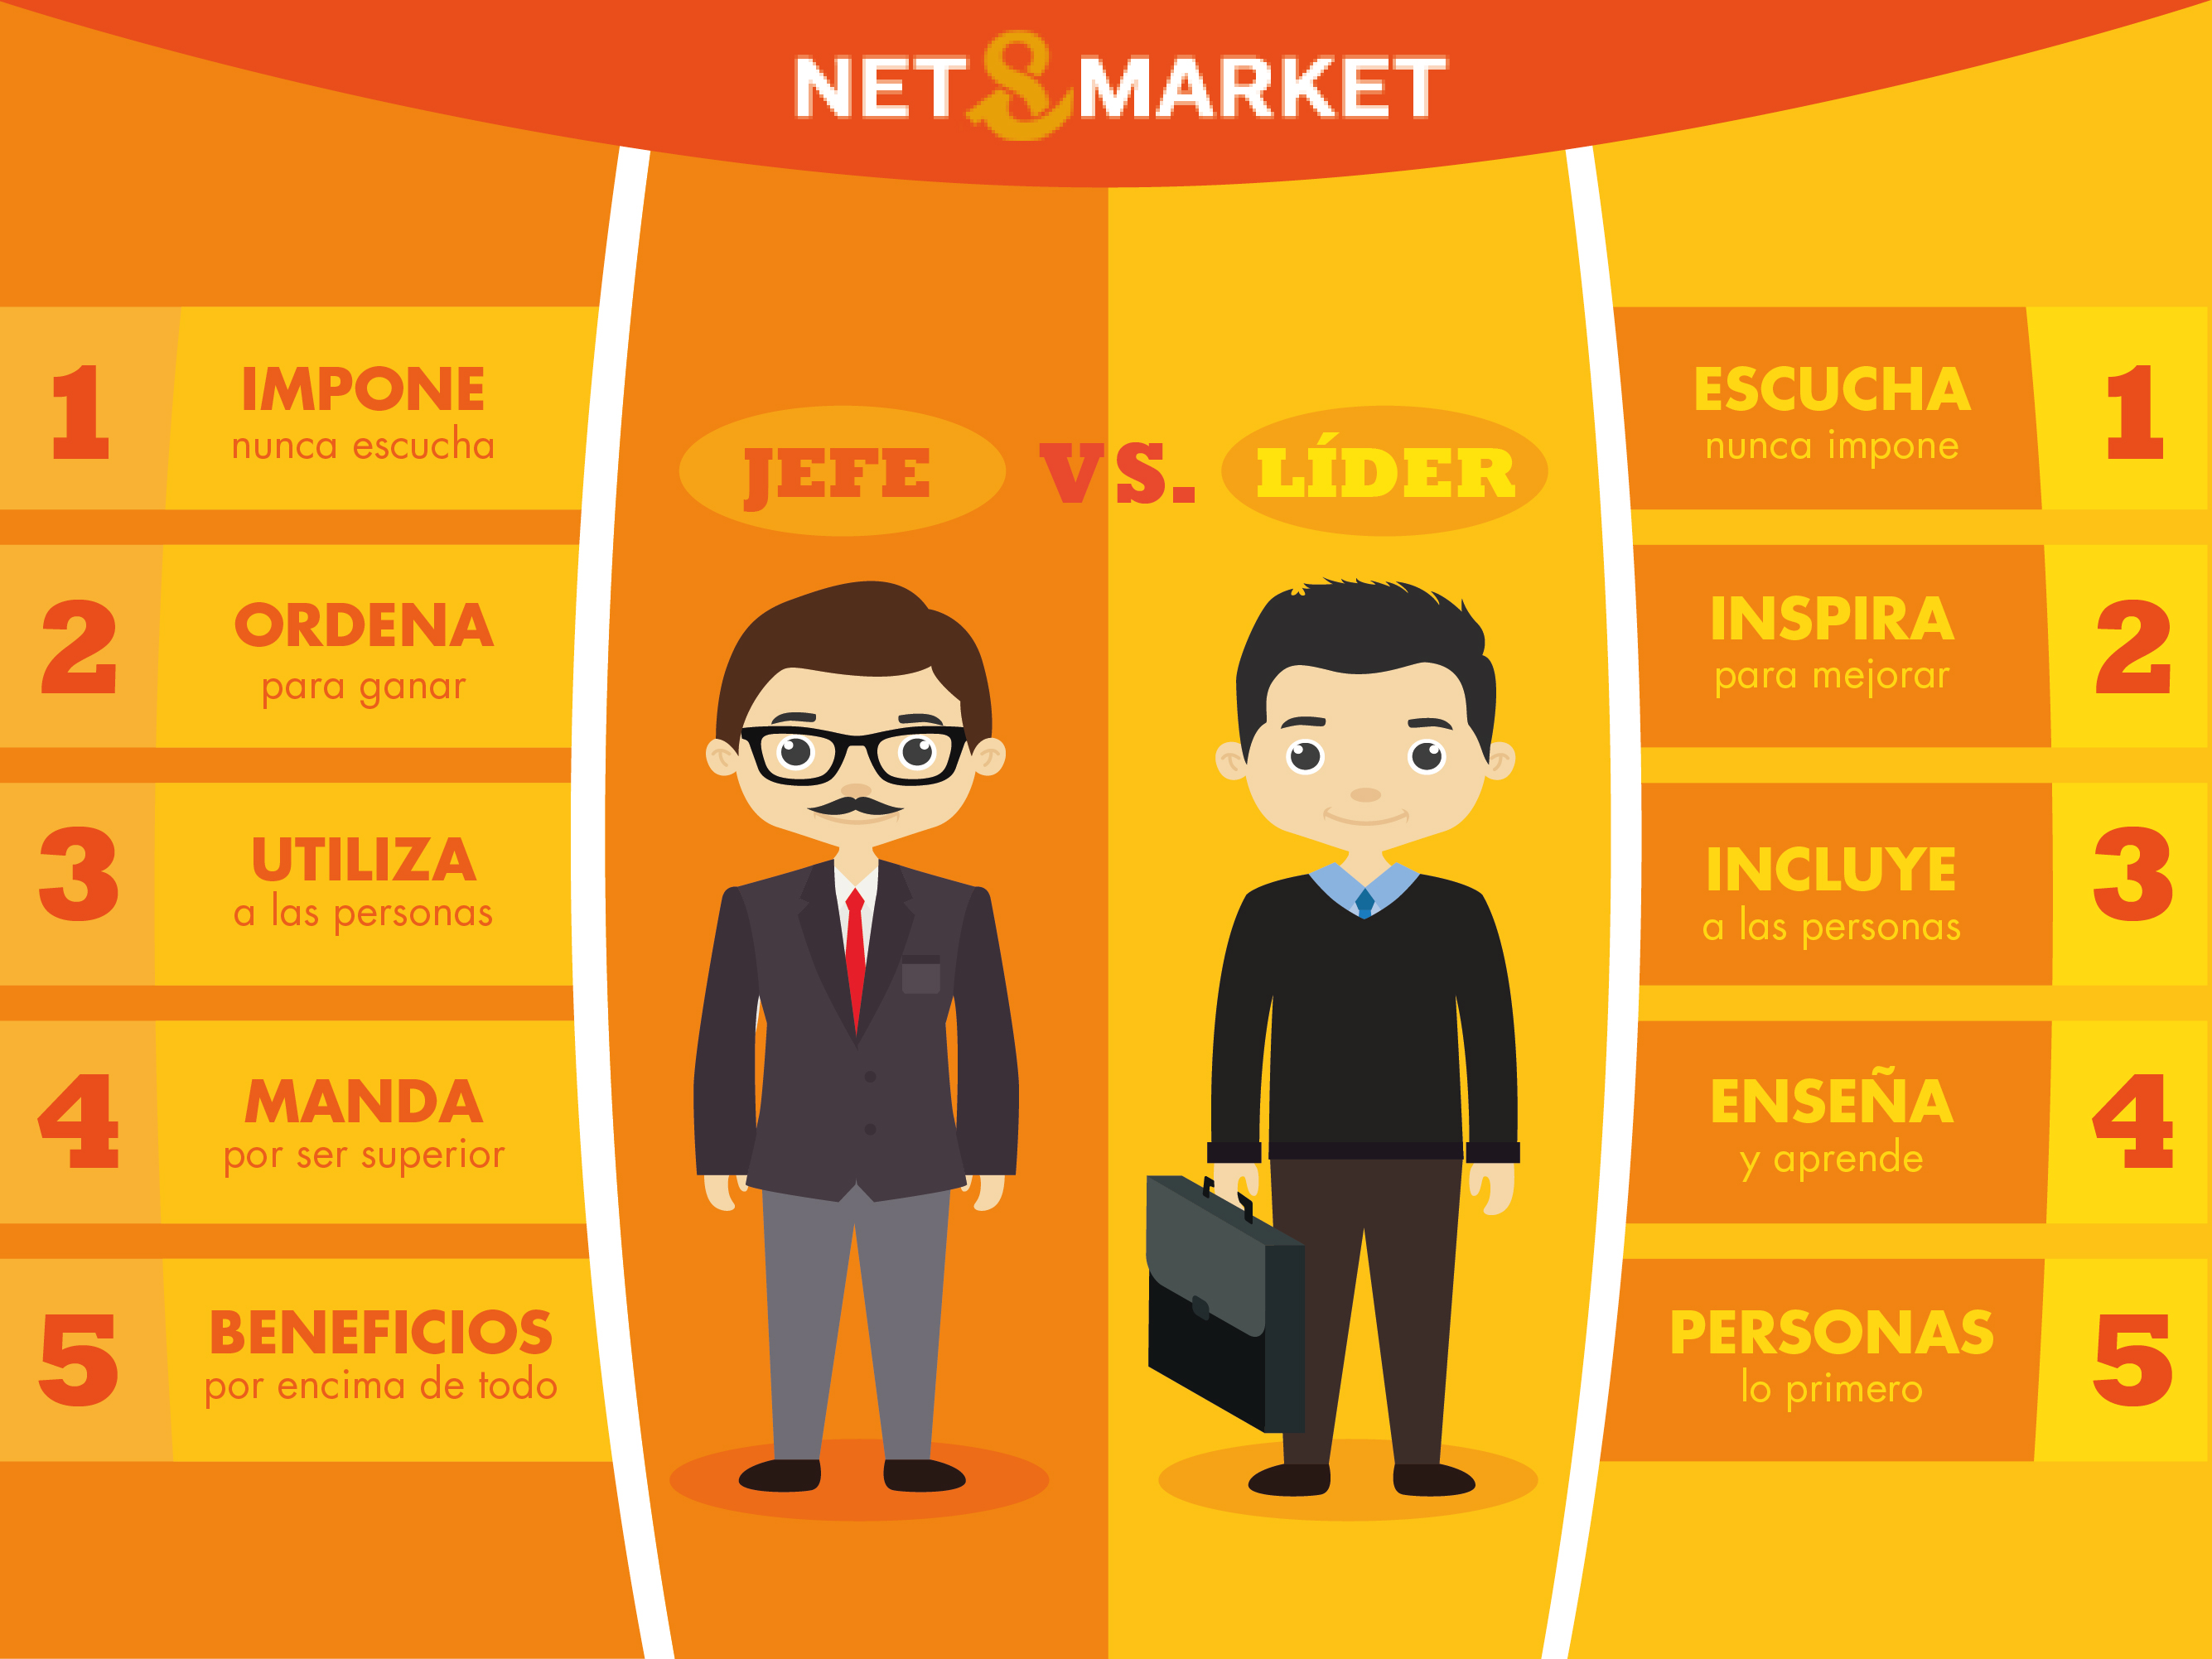 NET&MARKET
JEFE VS. LÍDER
1
IMPONE
nunca escucha
2
ORDENA
para ganar
3
UTILIZA
a las personas
4
MANDA
por ser superior
5
BENEFICIOS
por encima de todo
ESCUCHA
nunca impone
1
INSPIRA
para mejorar
2
INCLUYE
a las personas
3
ENSEÑA
y aprende
4
PERSONAS
lo primero
5